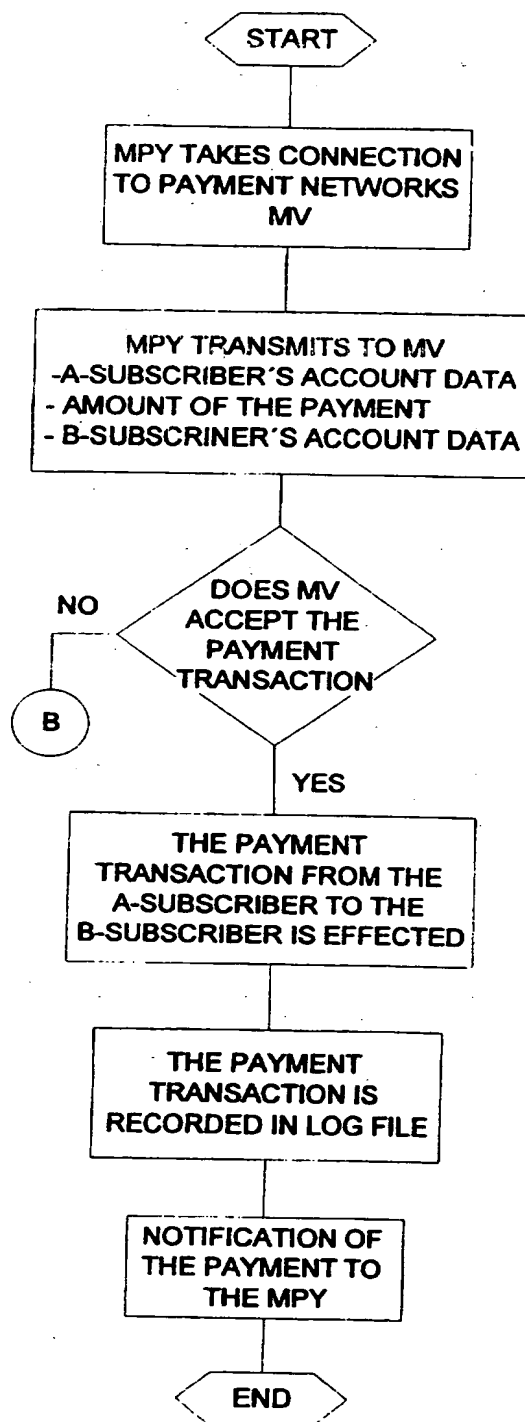 START
MPY TAKES CONNECTION
TO PAYMENT NETWORKS
MV
MPY TRANSMITS TO MV
-A-SUBSCRIBER´S ACCOUNT DATA
- AMOUNT OF THE PAYMENT
- B-SUBSCRINER´S ACCOUNT DATA
DOES MV
ACCEPT THE
PAYMENT
TRANSACTION
NO
B
YES
THE PAYMENT
TRANSACTION FROM THE
A-SUBSCRIBER TO THE
B-SUBSCRIBER IS EFFECTED
THE PAYMENT
TRANSACTION IS
RECORDED IN LOG FILE
NOTIFICATION OF
THE PAYMENT TO
THE MPY
END